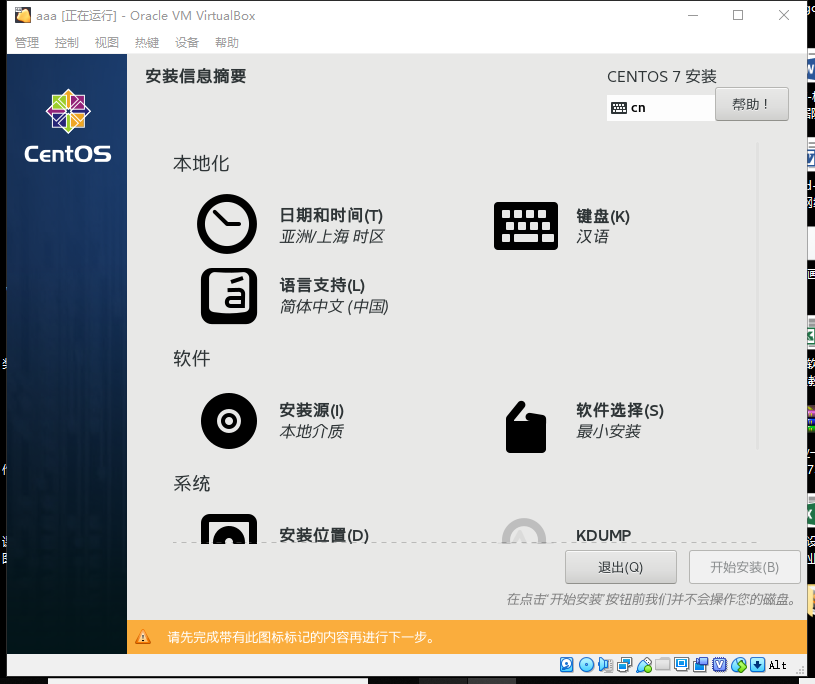 aaa [正在运行] - Oracle VM VirtualBox
管理 控制 视图 热键 设备 帮助
安装信息摘要
CENTOS 7 安装
cn
帮助！
CentOS
本地化
日期和时间(T)
亚洲/上海 时区
键盘(K)
汉语
语言支持(L)
简体中文 (中国)
软件
安装源(I)
本地介质
软件选择(S)
最小安装
系统
安装位置(D)
KDUMP
退出(Q)
开始安装(B)
在点击'开始安装'按钮前我们并不会操作您的磁盘。
请先完成带有此图标标记的内容再进行下一步。
Alt